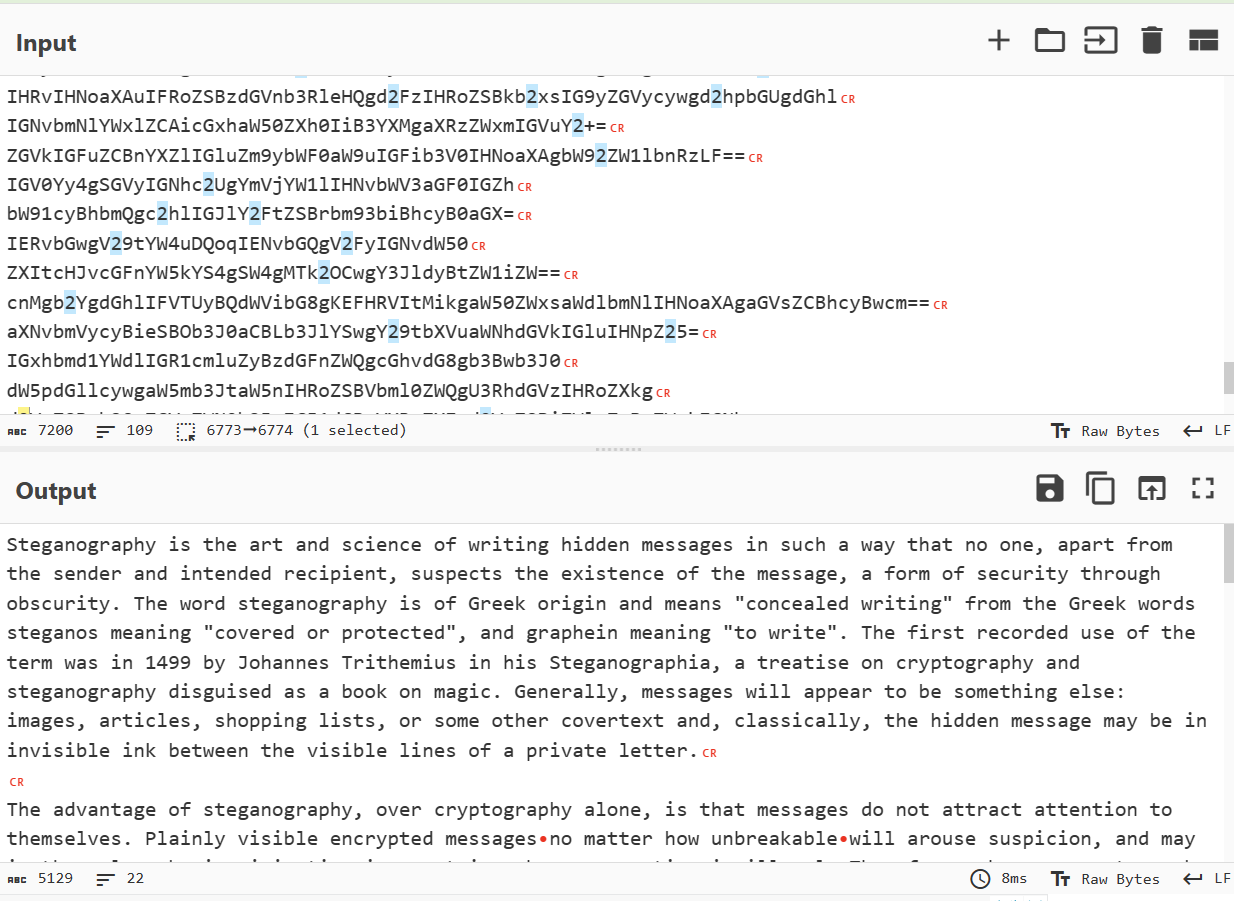 Input
IHRvIHNoaXAuIFRoZSBzdGVnb3RleHQgd2FzIHRoZSBkb2xsIG9yZGVycywgd2hpbGUgdGhl CR
IGNvbmNlYWxlZCAicGxhaW50ZXh0IiB3YXMgaXRzZWxmIGVuY2+= CR
ZGVkIGFuZCBnYXZlIGluZm9ybWF0aW9uIGFib3V0IHNoaXAgbW92ZW1lbnRzLF== CR
IGV0Yy4gSGVyIGNhc2UgYmVjYW1lIHNvbWV3aGF0IGZh CR
bW91cyBhbmQgc2hlIGJlY2FtZSBrbm93biBhcyB0aGX= CR
IERvbGwgV29tYW4uDQoqIENvbGQgV2FyIGNvdW50 CR
ZXItcHJvcGFnYW5kYS4gSW4gMTk2OCwgY3JldyBtZW1iZW== CR
cnMgb2YgdGhlIFVTUyBQdWVibG8gKEFHRVItMikgaW50ZWxsaWdlbmNlIHNoaXAgaGVsZCBhcyBwcm== CR
aXNvbmVycyBieSBOb3J0aCBLb3JlYSwgY29tbXVuaWNhdGVkIGluIHNpZ25= CR
IGxhbmd1YWdlIGR1cmluZyBzdGFnZWQgcGhvdG8gb3Bwb3J0 CR
dW5pdGllcywgaW5mb3JtaW5nIHRoZSBVbml0ZWQgU3RhdGVzIHRoZXkg CR
ABC 7200 109 6773→6774 (1 selected) Raw Bytes LF
Output
Steganography is the art and science of writing hidden messages in such a way that no one, apart from
the sender and intended recipient, suspects the existence of the message, a form of security through
obscurity. The word steganography is of Greek origin and means "concealed writing" from the Greek words
steganos meaning "covered or protected", and graphein meaning "to write". The first recorded use of the
term was in 1499 by Johannes Trithemius in his Steganographia, a treatise on cryptography and
steganography disguised as a book on magic. Generally, messages will appear to be something else:
images, articles, shopping lists, or some other covertext and, classically, the hidden message may be in
invisible ink between the visible lines of a private letter. CR
CR
The advantage of steganography, over cryptography alone, is that messages do not attract attention to
themselves. Plainly visible encrypted messages•no matter how unbreakable•will arouse suspicion, and may
ABC 5129 22 8ms Raw Bytes LF